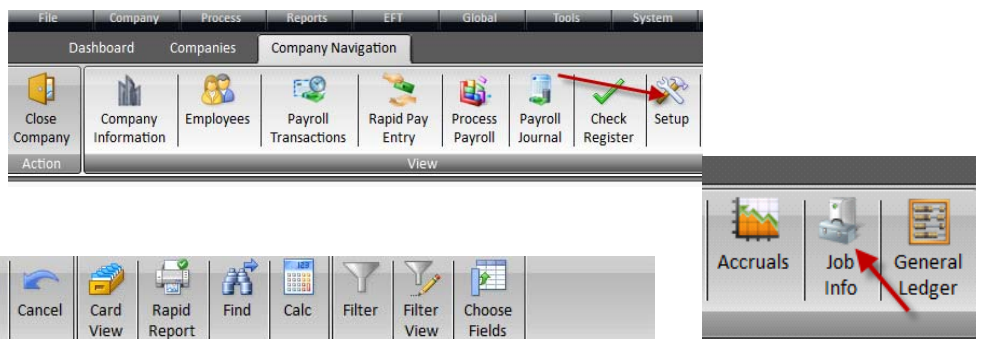 File Company Process Reports EFT Global Tools System
Dashboard Companies Company Navigation
Close Company Employees Payroll Rapid Pay Process Payroll Check Setup
Company Information Transactions Entry Payroll Journal Register
Action View
Accruals Job General
Info Ledger
Cancel Card Rapid Find Calc Filter Filter Choose
View Report View Fields